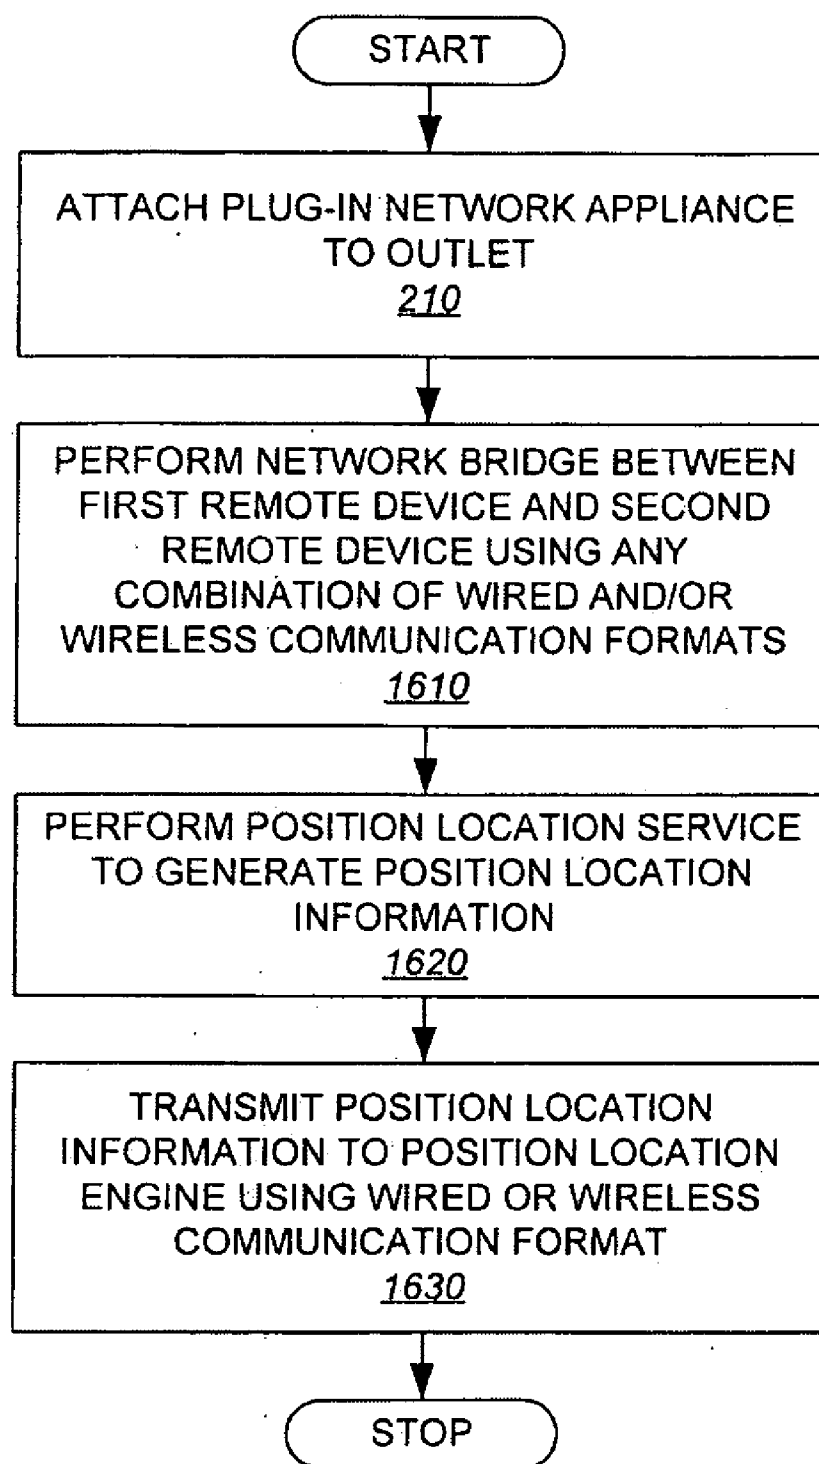 START
ATTACH PLUG-IN NETWORK APPLIANCE
TO OUTLET
210
PERFORM NETWORK BRIDGE BETWEEN
FIRST REMOTE DEVICE AND SECOND
REMOTE DEVICE USING ANY
COMBINATION OF WIRED AND/OR
WIRELESS COMMUNICATION FORMATS
1610
PERFORM POSITION LOCATION SERVICE
TO GENERATE POSITION LOCATION
INFORMATION
1620
TRANSMIT POSITION LOCATION
INFORMATION TO POSITION LOCATION
ENGINE USING WIRED OR WIRELESS
COMMUNICATION FORMAT
1630
STOP